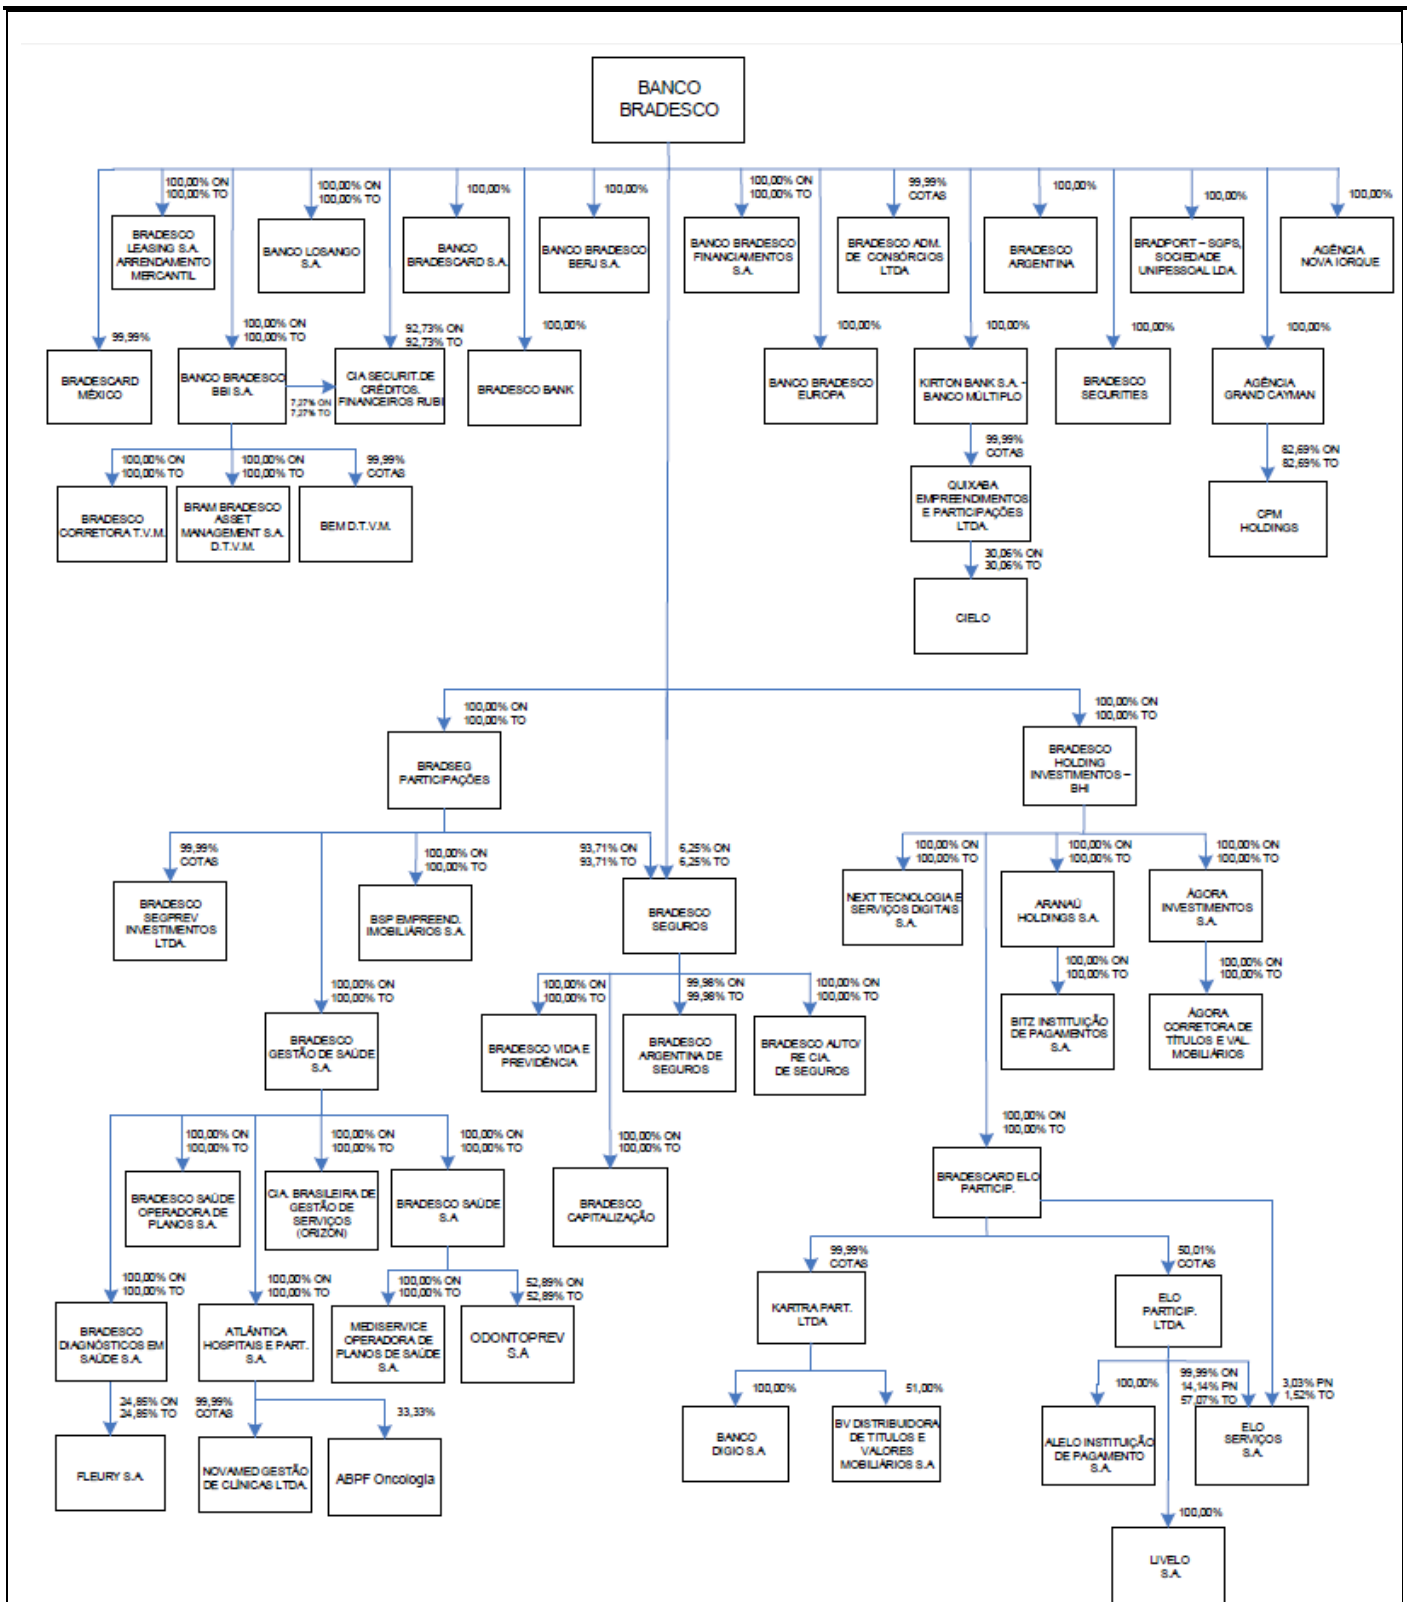 BANCO
BRADESCO
100,00% ON
100,00% TO
100,00% ON
100,00% TO
100,00%
100,00%
100,00% ON
100,00% TO
99,99%
COTAS
100,00%
100,00%
100,00%
BRADESCO
LEASING S.A.
ARRENDAMENTO
MERCANTIL
BANCO LOSANGO
S.A.
BANCO
BRADESCARD S.A.
BANCO BRADESCO
BERJ S.A.
BANCO BRADESCO
FINANCIAMENTOS
S.A.
BRADESCO ADM.
DE CONSÓRCIOS
LTDA
BRADESCO
ARGENTINA
BRADPORT – SGPS,
SOCIEDADE
UNIPESSOAL LDA.
AGÊNCIA
NOVA IORQUE
99,99%
100,00% ON
100,00% TO
92,73% ON
92,73% TO
100,00%
100,00%
100,00%
100,00%
100,00%
BRADESCARD
MÉXICO
BANCO BRADESCO
BBI S.A.
7,27% ON
7,27% TO
CIA SECURIT.DE
CRÉDITOS.
FINANCEIROS RUBI
BRADESCO BANK
BANCO BRADESCO
EUROPA
KIRTON BANK S.A. -
BANCO MÚLTIPLO
BRADESCO
SECURITIES
AGÊNCIA
GRAND CAYMAN
100,00% ON
100,00% TO
100,00% ON
100,00% TO
99,99%
COTAS
99,99%
COTAS
82,69% ON
82,69% TO
BRADESCO
CORRETORA T.V.M.
BRAM BRADESCO
ASSET
MANAGEMENT S.A.
D.T.V.M.
BEM D.T.V.M.
QUIXABA
EMPREENDIMENTOS
E PARTICIPAÇÕES
LTDA.
CPM
HOLDINGS
30,06% ON
30,06% TO
CIELO
100,00% ON
100,00% TO
100,00% ON
100,00% TO
BRADSEG
PARTICIPAÇÕES
BRADESCO
HOLDING
INVESTIMENTOS –
BHI
99,99%
COTAS
100,00% ON
100,00% TO
93,71% ON
93,71% TO
6,25% ON
6,25% TO
100,00% ON
100,00% TO
100,00% ON
100,00% TO
100,00% ON
100,00% TO
BRADESCO
SEGPREV
INVESTIMENTOS
LTDA.
BSP EMPREEND.
IMOBILIÁRIOS S.A.
BRADESCO
SEGUROS
NEXT TECNOLOGIA E
SERVIÇOS DIGITAIS
S.A.
ARANAÚ
HOLDINGS S.A.
ÁGORA
INVESTIMENTOS
S.A.
100,00% ON
100,00% TO
100,00% ON
100,00% TO
99,98% ON
99,98% TO
100,00% ON
100,00% TO
100,00% ON
100,00% TO
100,00% ON
100,00% TO
BRADESCO
GESTÃO DE SAÚDE
S.A.
BRADESCO VIDA E
PREVIDÊNCIA
BRADESCO
ARGENTINA DE
SEGUROS
BRADESCO AUTO/
RE CIA.
DE SEGUROS
BITZ INSTITUIÇÃO
DE PAGAMENTOS
S.A.
ÁGORA
CORRETORA DE
TÍTULOS E VAL.
MOBILIÁRIOS
100,00% ON
100,00% TO
100,00% ON
100,00% TO
100,00% ON
100,00% TO
100,00% ON
100,00% TO
100,00% ON
100,00% TO
BRADESCO SAÚDE
OPERADORA DE
PLANOS S.A.
CIA. BRASILEIRA DE
GESTÃO DE
SERVIÇOS
(ORIZON)
BRADESCO SAÚDE
S.A
BRADESCO
CAPITALIZAÇÃO
BRADESCARD ELO
PARTICIP.
100,00% ON
100,00% TO
100,00% ON
100,00% TO
100,00% ON
100,00% TO
52,89% ON
52,89% TO
99,99%
COTAS
50,01%
COTAS
BRADESCO
DIAGNÓSTICOS EM
SAÚDE S.A.
ATLÂNTICA
HOSPITAIS E PART.
S.A.
MEDISERVICE
OPERADORA DE
PLANOS DE SAÚDE
S.A.
ODONTOPREV
S.A
KARTRA PART.
LTDA
ELO
PARTICIP.
LTDA.
24,85% ON
24,85% TO
99,99%
COTAS
33,33%
100,00%
51,00%
100,00%
99,99% ON
14,14% PN
57,07% TO
3,03% PN
1,52% TO
FLEURY S.A.
NOVAMED GESTÃO
DE CLÍNICAS LTDA.
ABPF Oncologia
BANCO
DIGIO S.A
BV DISTRIBUIDORA
DE TITULOS E
VALORES
MOBILIÁRIOS S.A
ALELO INSTITUIÇÃO
DE PAGAMENTO
S.A.
ELO
SERVIÇOS
S.A.
100,00%
LIVELO
S.A.